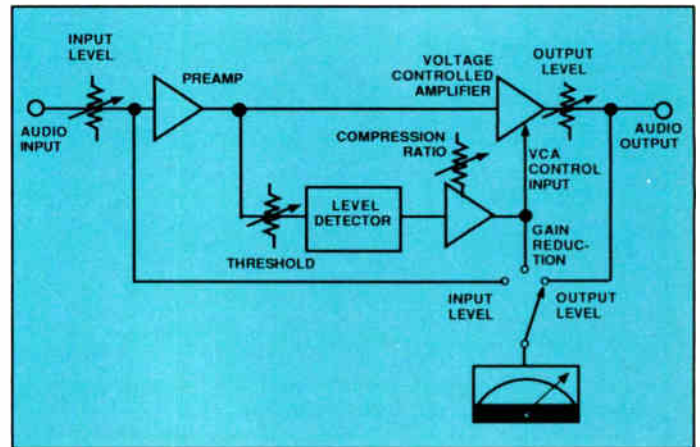 INPUT
LEVEL
PREAMP
VOLTAGE
CONTROLLED
AMPLIFIER
OUTPUT
LEVEL
AUDIO
INPUT
COMPRESSION
RATIO
VCA
CONTROL
INPUT
AUDIO
OUTPUT
LEVEL
DETECTOR
THRESHOLD
GAIN
REDUC-
TION
INPUT
LEVEL
OUTPUT
LEVEL